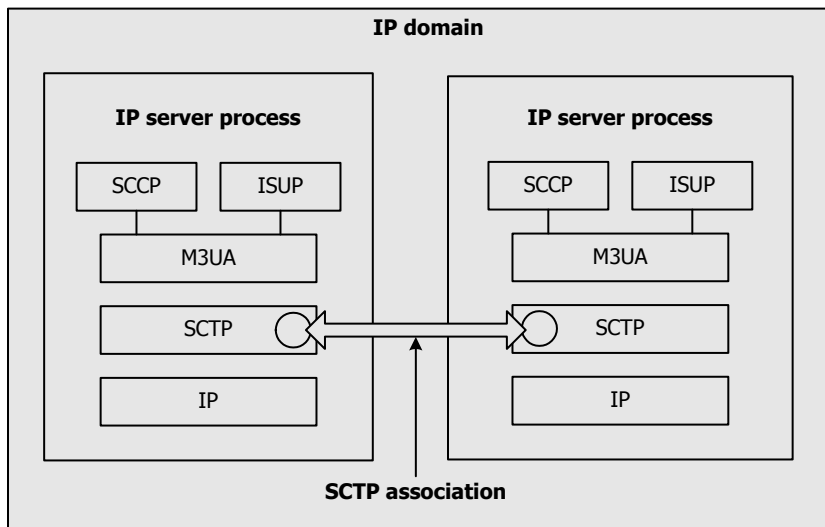 IP domain
IP server process
SCCP
ISUP
M3UA
SCTP
IP
IP server process
SCCP
ISUP
M3UA
SCTP
IP
SCTP association